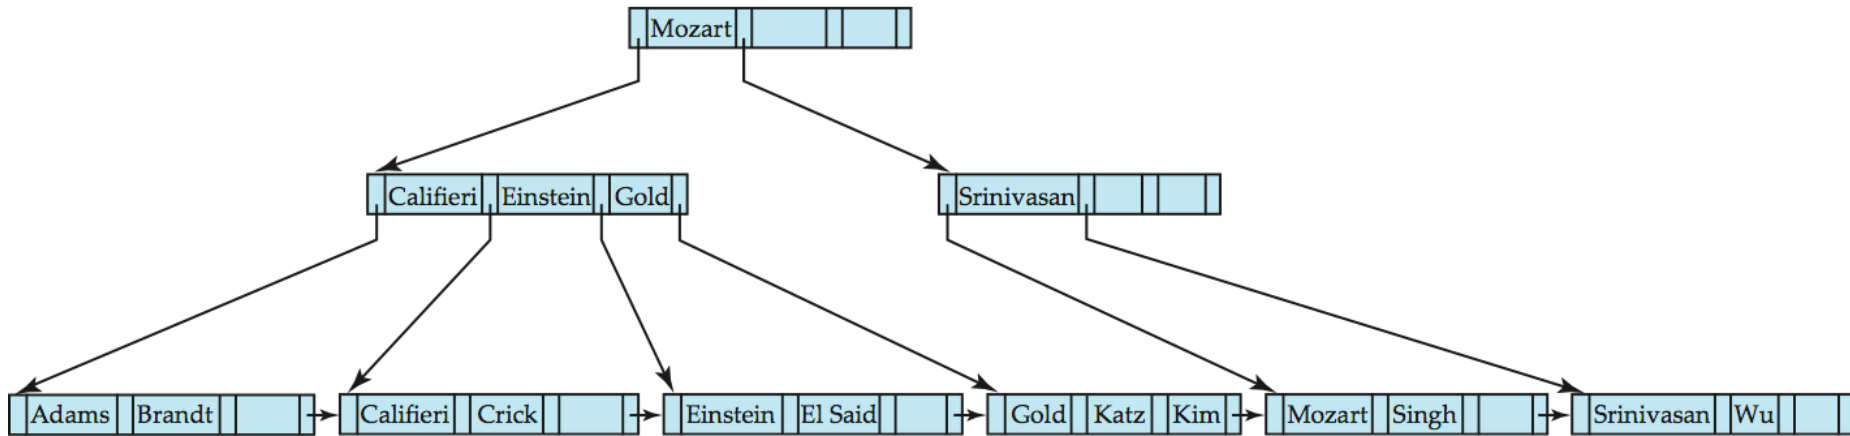 Mozart
Califieri Einstein Gold
Srinivasan
Adams Brandt
Califieri Crick
Einstein El Said
Gold Katz Kim
Mozart Singh
Srinivasan Wu